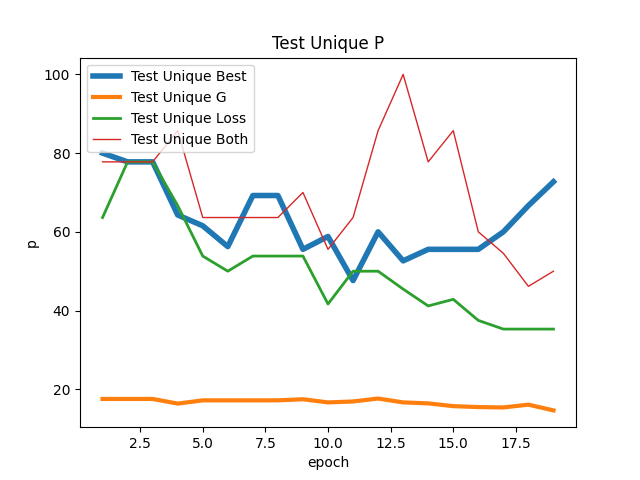 Test Unique P
100
80
60
40
20
p
Test Unique Best
Test Unique G
Test Unique Loss
Test Unique Both
2.5 5.0 7.5 10.0 12.5 15.0 17.5
epoch